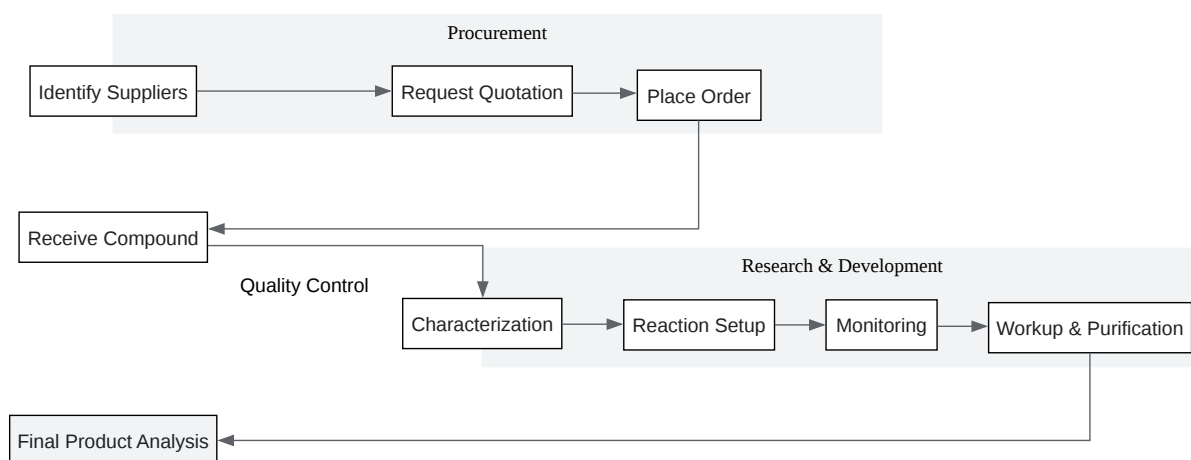 Procurement
Identify Suppliers
Request Quotation
Place Order
Receive Compound
Quality Control
Research & Development
Characterization
Reaction Setup
Monitoring
Workup & Purification
Final Product Analysis